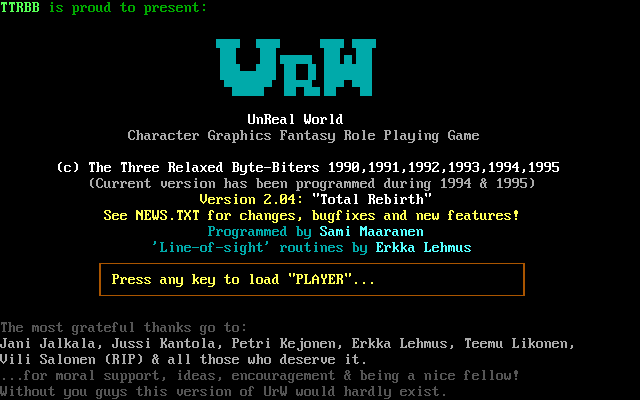 TTRBB is proud to present:
UrW
UnReal World
Character Graphics Fantasy Role Playing Game
(c) The Three Relaxed Byte-Biters 1990,1991,1992,1993,1994,1995
(Current version has been programmed during 1994 & 1995)
Version 2.04: "Total Rebirth"
See NEWS.TXT for changes, bugfixes and new features!
Programmed by Sami Maaranen
'Line-of-sight' routines by Erkka Lehmus
Press any key to load "PLAYER"...
The most grateful thanks go to:
Jani Jalkala, Jussi Kantola, Petri Kejonen, Erkka Lehmus, Teemu Likonen,
Vili Salonen (RIP) & all those who deserve it.
...for moral support, ideas, encouragement & being a nice fellow!
Without you guys this version of UrW would hardly exist.